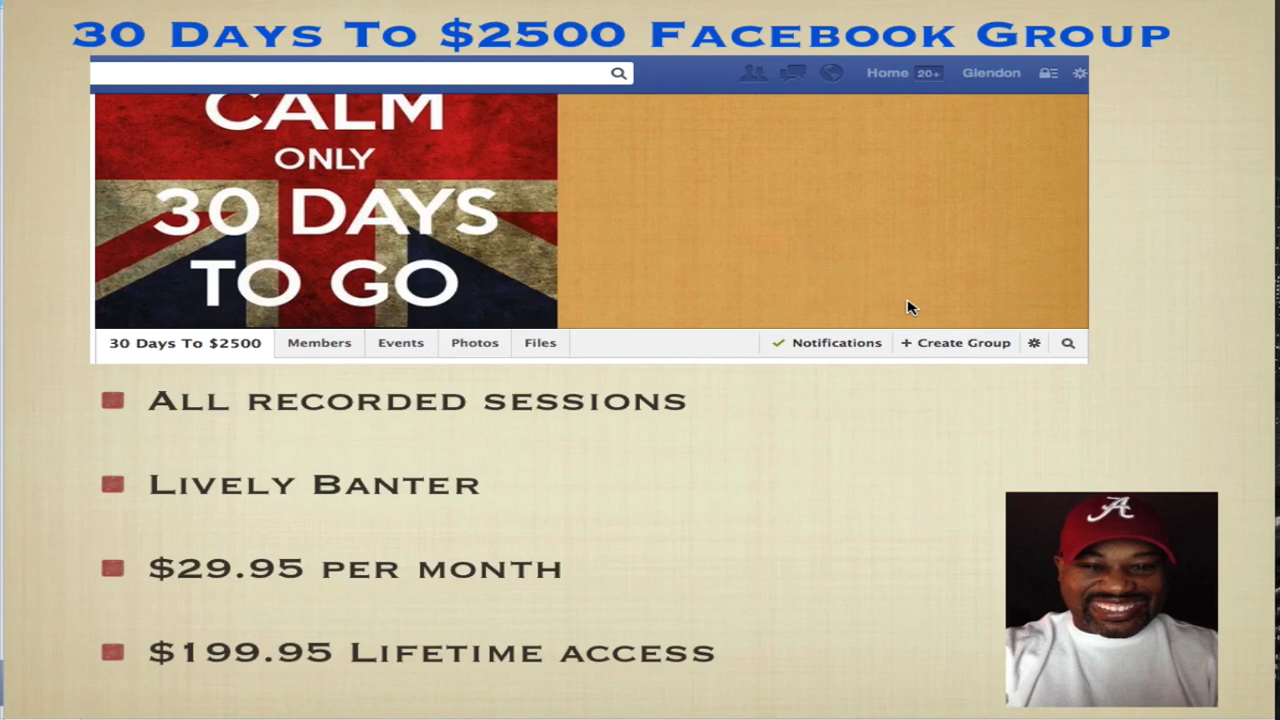 30 Days To $2500 Facebook Group
Home 20+ Glendon
CALM
ONLY
30 DAYS
TO GO
30 Days To $2500 Members Events Photos Files Notifications + Create Group
All recorded sessions
Lively Banter
$29.95 per month
$199.95 Lifetime access
A